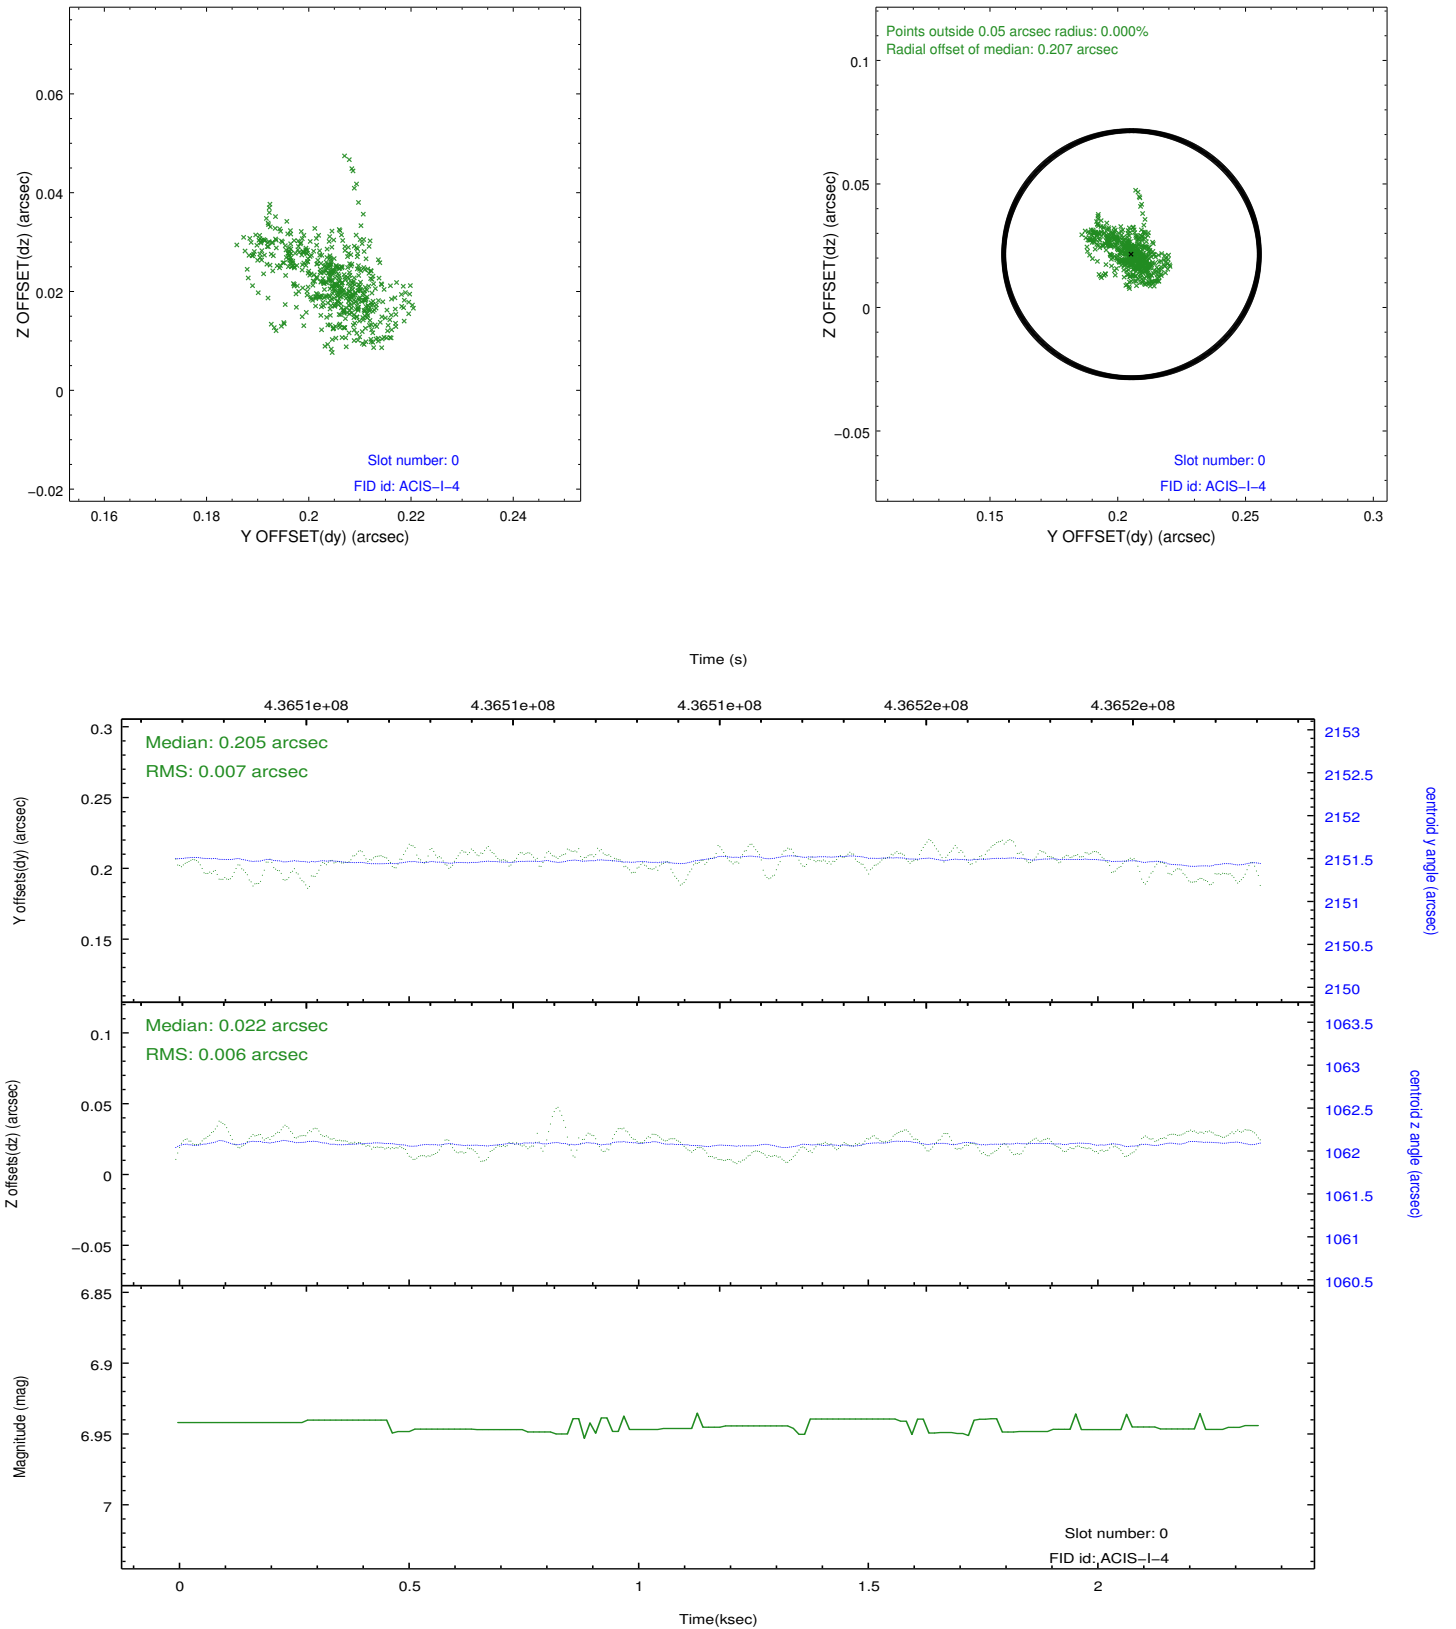 0.06
0.04
0.02
0
−0.02
Z OFFSET(dz) (arcsec)
Slot number: 0
FID id: ACIS−I−4
0.16
0.18
0.2
0.22
0.24
Y OFFSET(dy) (arcsec)
Points outside 0.05 arcsec radius: 0.000%
Radial offset of median: 0.207 arcsec
0.1
0.05
0
−0.05
Z OFFSET(dz) (arcsec)
Slot number: 0
FID id: ACIS−I−4
0.15
0.2
0.25
0.3
Y OFFSET(dy) (arcsec)
Time (s)
4.3651e+08
4.3651e+08
4.3651e+08
4.3652e+08
4.3652e+08
Median: 0.205 arcsec
RMS: 0.007 arcsec
0.3
0.25
0.2
0.15
Y offsets(dy) (arcsec)
2153
2152.5
2152
2151.5
2151
2150.5
2150
centroid y angle (arcsec)
Median: 0.022 arcsec
RMS: 0.006 arcsec
0.1
0.05
0
−0.05
Z offsets(dz) (arcsec)
1063.5
1063
1062.5
1062
1061.5
1061
1060.5
centroid z angle (arcsec)
6.85
6.9
6.95
7
Magnitude (mag)
Slot number: 0
FID id: ACIS−I−4
0
0.5
1
1.5
2
Time(ksec)